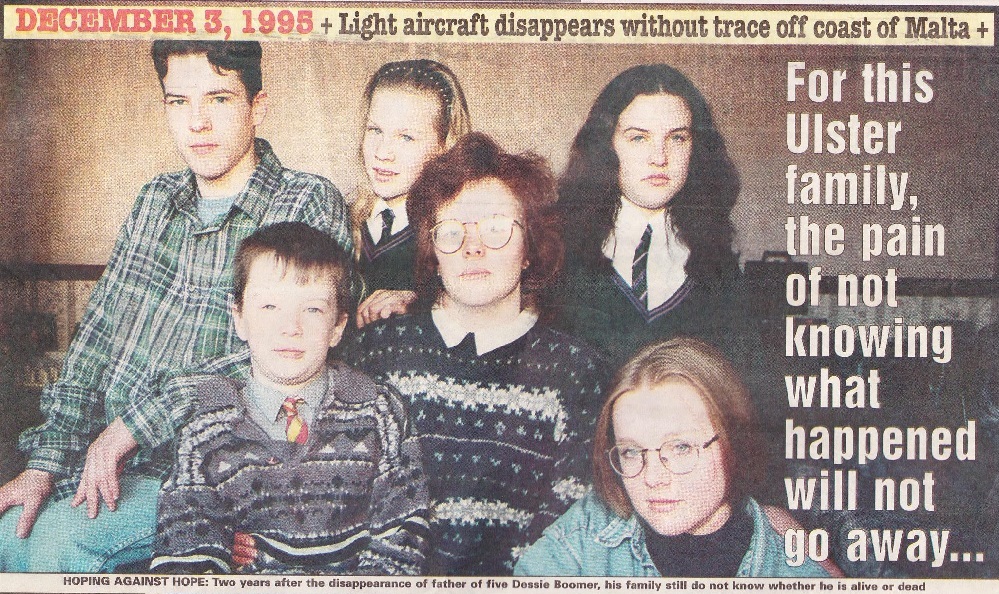 DECEMBER 3, 1995 + Light aircraft disappears without trace off coast of Malta +
For this
Ulster
family,
the pain
of not
knowing
what
happened
will not
go away...
HOPING AGAINST HOPE: Two years after the disappearance of father of five Dessie Boomer, his family still do not know whether he is alive or dead